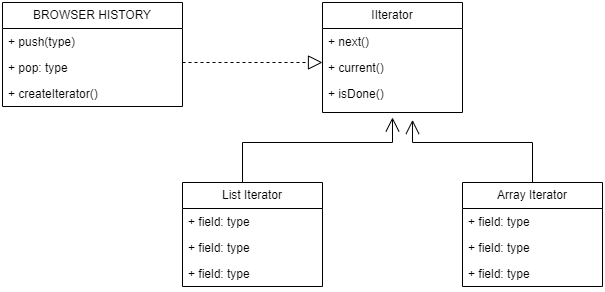 BROWSER HISTORY
+ push(type)
+ pop: type
+ createIterator()
IIterator
+ next()
+ current()
+ isDone()
List Iterator
+ field: type
+ field: type
+ field: type
Array Iterator
+ field: type
+ field: type
+ field: type